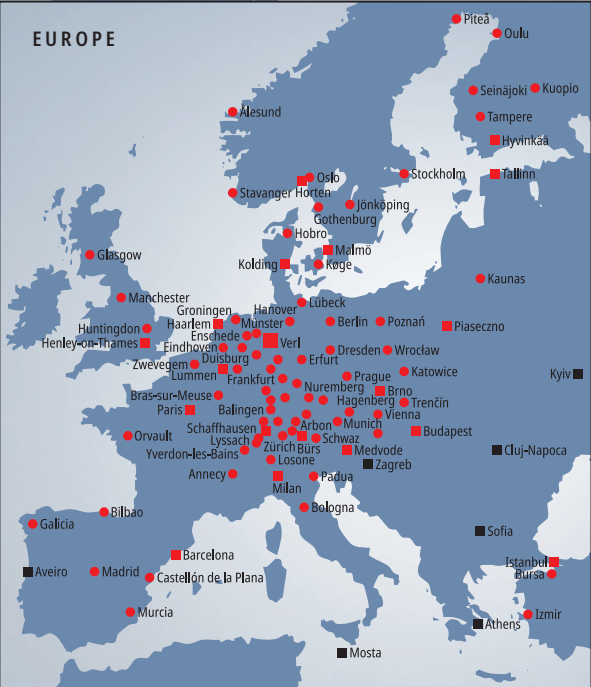 EUROPE
Piteå
Oulu
Seinäjoki
Kuopio
Ålesund
Tampere
Hyvinkää
Oslo
Stockholm
Tallinn
Stavanger
Horten
Jönköping
Gothenburg
Hobro
Malmö
Glasgow
Kolding
Køge
Kaunas
Manchester
Lübeck
Groningen
Hanover
Haarlem
Münster
Berlin
Poznań
Piaseczno
Huntingdon
Enschede
Henley-on-Thames
Eindhoven
Verl
Duisburg
Erfurt
Dresden
Wrocław
Zwevegem
Lummen
Frankfurt
Prague
Katowice
Kyiv
Nuremberg
Brno
Bras-sur-Meuse
Hagenberg
Trenčín
Paris
Balingen
Vienna
Arbon
Munich
Schaffhausen
Budapest
Orvault
Lyssach
Zürich
Bürs
Schwaz
Yverdon-les-Bains
Medvode
Cluj-Napoca
Losone
Zagreb
Annecy
Milan
Padua
Bilbao
Bologna
Galicia
Sofia
Barcelona
Istanbul
Aveiro
Madrid
Castellón de la Plana
Bursa
Murcia
Izmir
Athens
Mosta